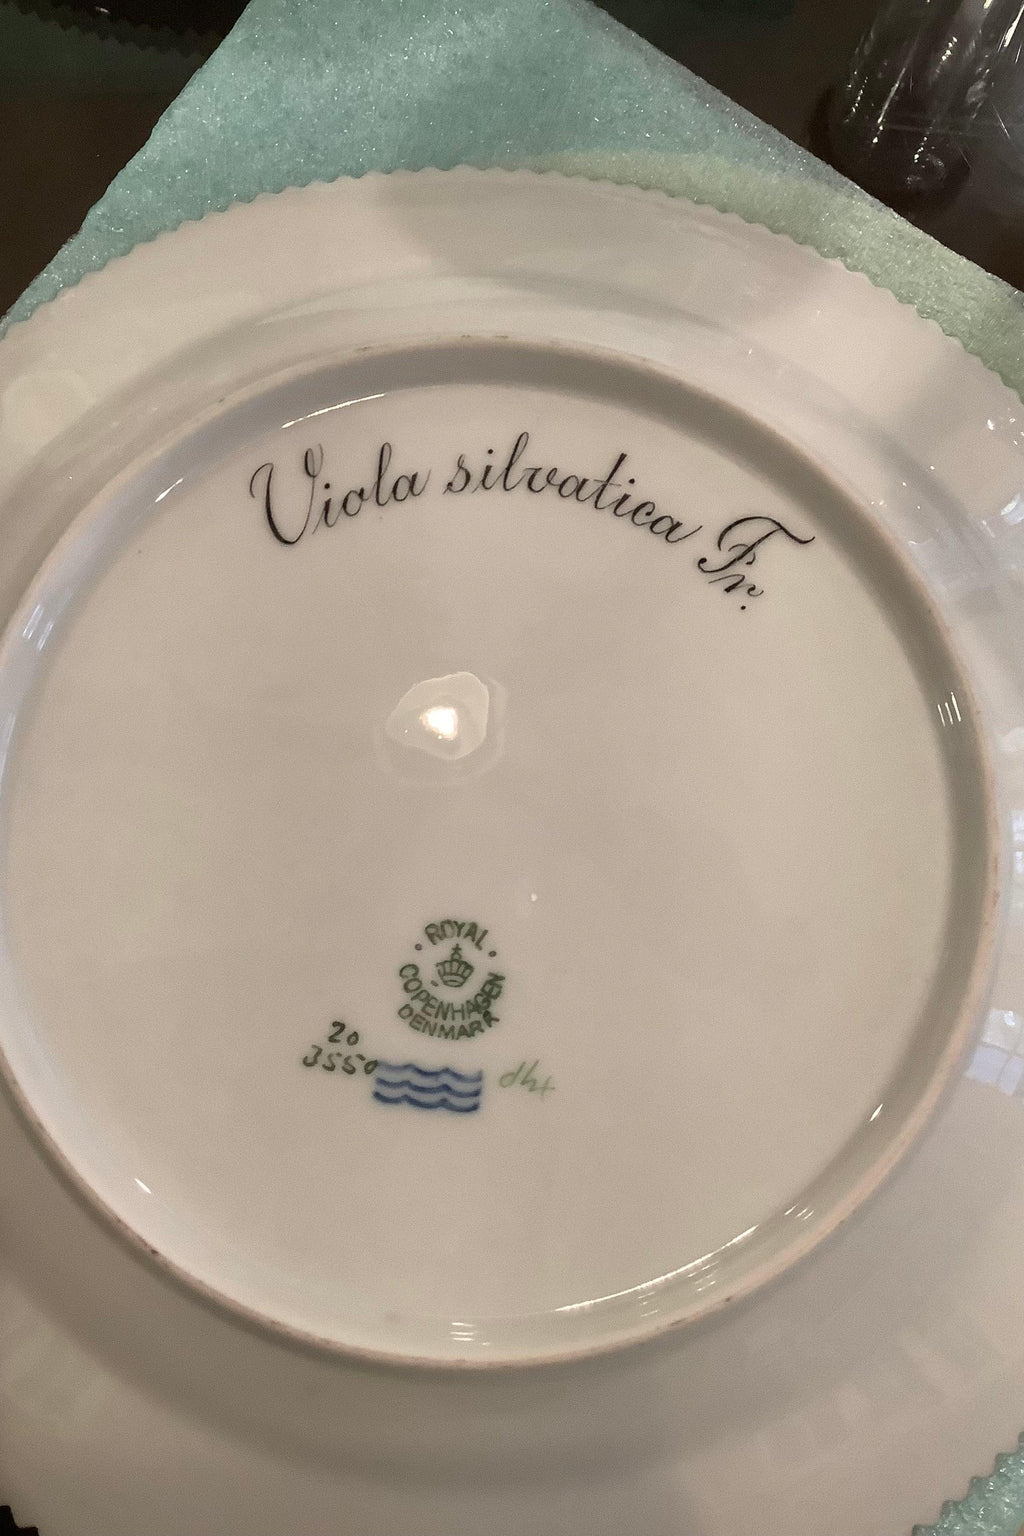 Viola silvatica Fr.
ROYAL
COPENHAGEN
DENMARK
20
3550